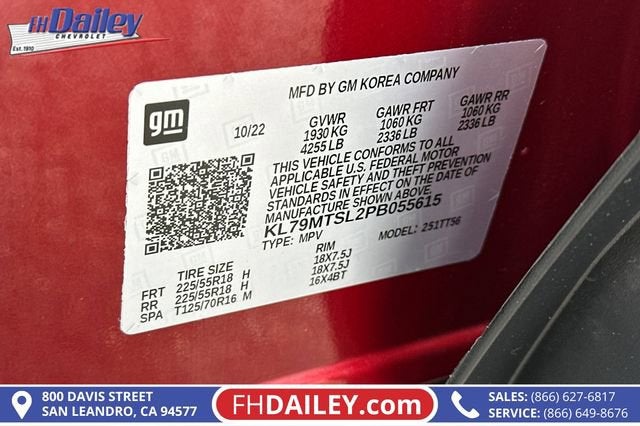 FHDailey
CHEVROLET
Est. 1910
MFD BY GM KOREA COMPANY
gm
10/22
GVWR
1930 KG
4255 LB
GAWR FRT
1060 KG
2336 LB
GAWR RR
1060 KG
2336 LB
THIS VEHICLE CONFORMS TO ALL
APPLICABLE U.S. FEDERAL MOTOR
VEHICLE SAFETY AND THEFT PREVENTION
STANDARDS IN EFFECT ON THE DATE OF
MANUFACTURE SHOWN ABOVE.
KL79MTSL2PB055615
TYPE: MPV
MODEL: 251TT56
TIRE SIZE
RIM
FRT 225/55R18 H 18X7.5J
RR 225/55R18 H 18X7.5J
SPA T125/70R16 M 16X4BT
800 DAVIS STREET
SAN LEANDRO, CA 94577
FHDAILEY.com
SALES: (866) 627-6817
SERVICE: (866) 649-8676